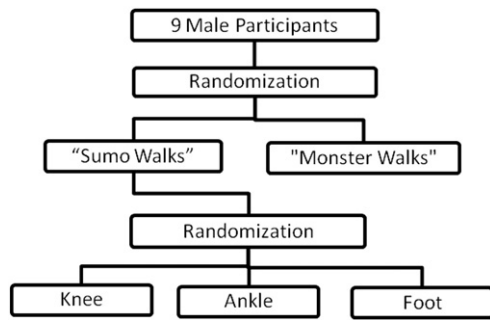 9 Male Participants
Randomization
“Sumo Walks”
"Monster Walks"
Randomization
Knee
Ankle
Foot